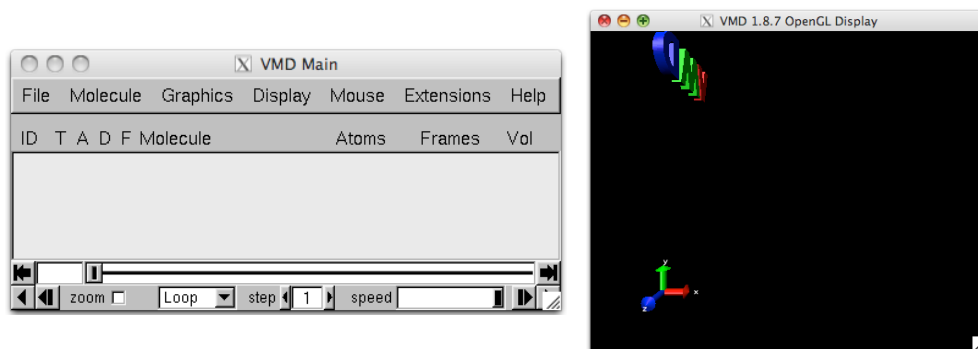 VMD Main
File Molecule Graphics Display Mouse Extensions Help
ID T A D F Molecule Atoms Frames Vol
zoom Loop step 1 speed
X VMD 1.8.7 OpenGL Display
y
x
z